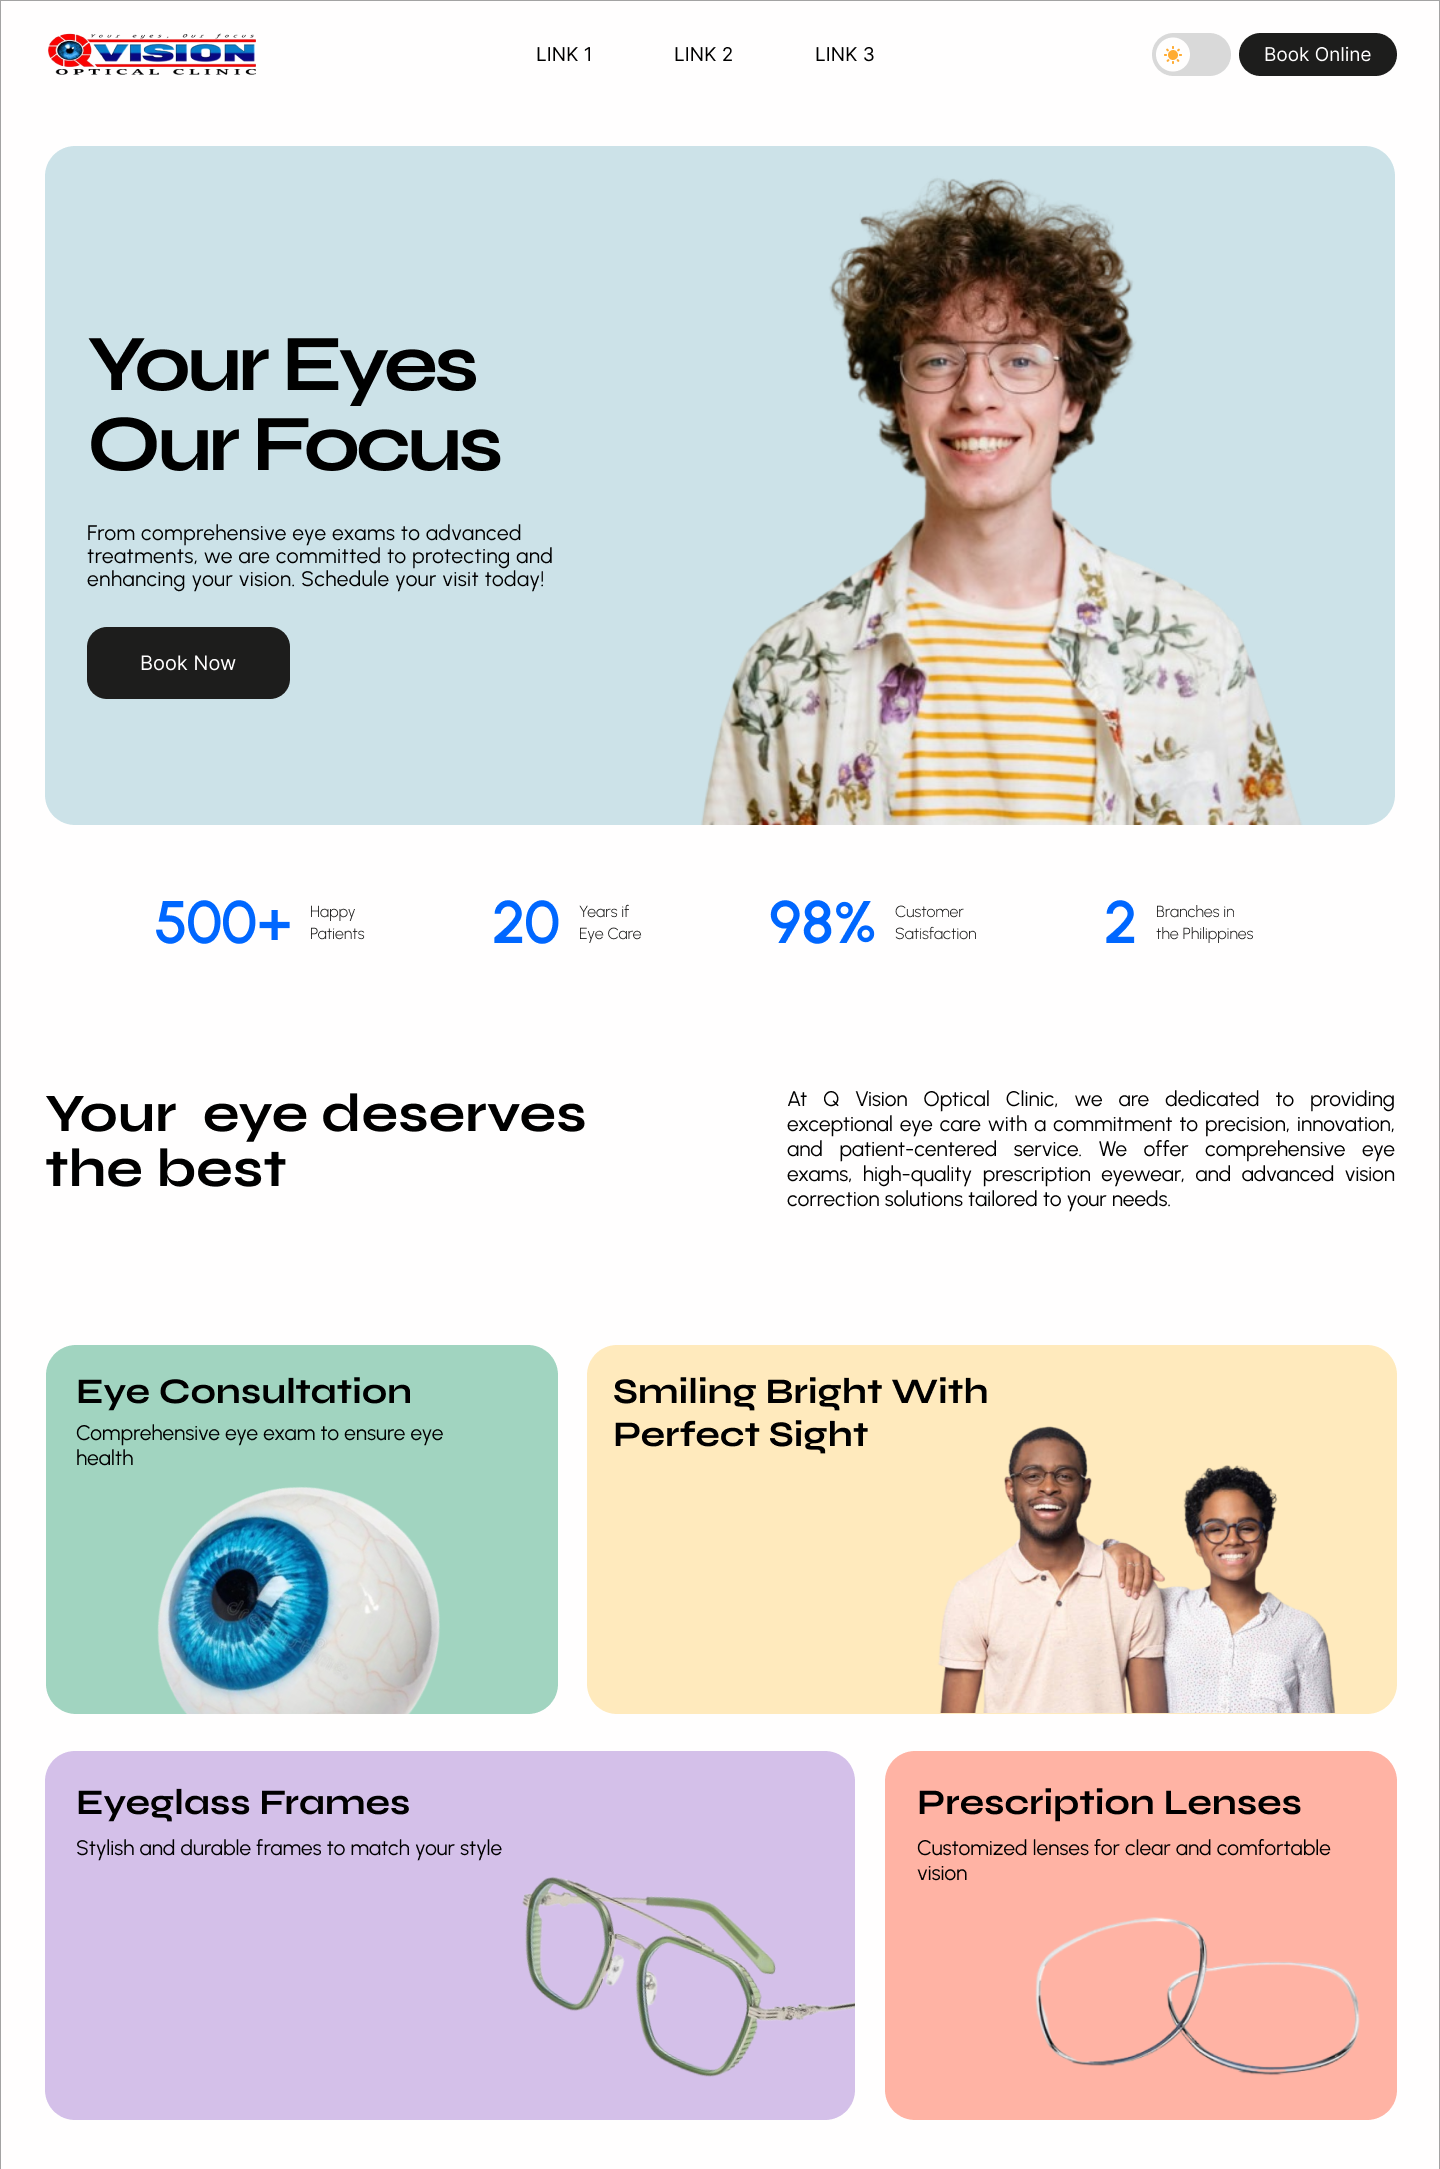 Your eyes. Our focus
QVISION
OPTICAL CLINIC
LINK 1
LINK 2
LINK 3
Book Online
Your Eyes
Our Focus
From comprehensive eye exams to advanced
treatments, we are committed to protecting and
enhancing your vision. Schedule your visit today!
Book Now
500+
Happy
Patients
20
Years if
Eye Care
98%
Customer
Satisfaction
2
Branches in
the Philippines
Your eye deserves
the best
At Q Vision Optical Clinic, we are dedicated to providing
exceptional eye care with a commitment to precision, innovation,
and patient-centered service. We offer comprehensive eye
exams, high-quality prescription eyewear, and advanced vision
correction solutions tailored to your needs.
Eye Consultation
Comprehensive eye exam to ensure eye
health
Smiling Bright With
Perfect Sight
Eyeglass Frames
Stylish and durable frames to match your style
Prescription Lenses
Customized lenses for clear and comfortable
vision